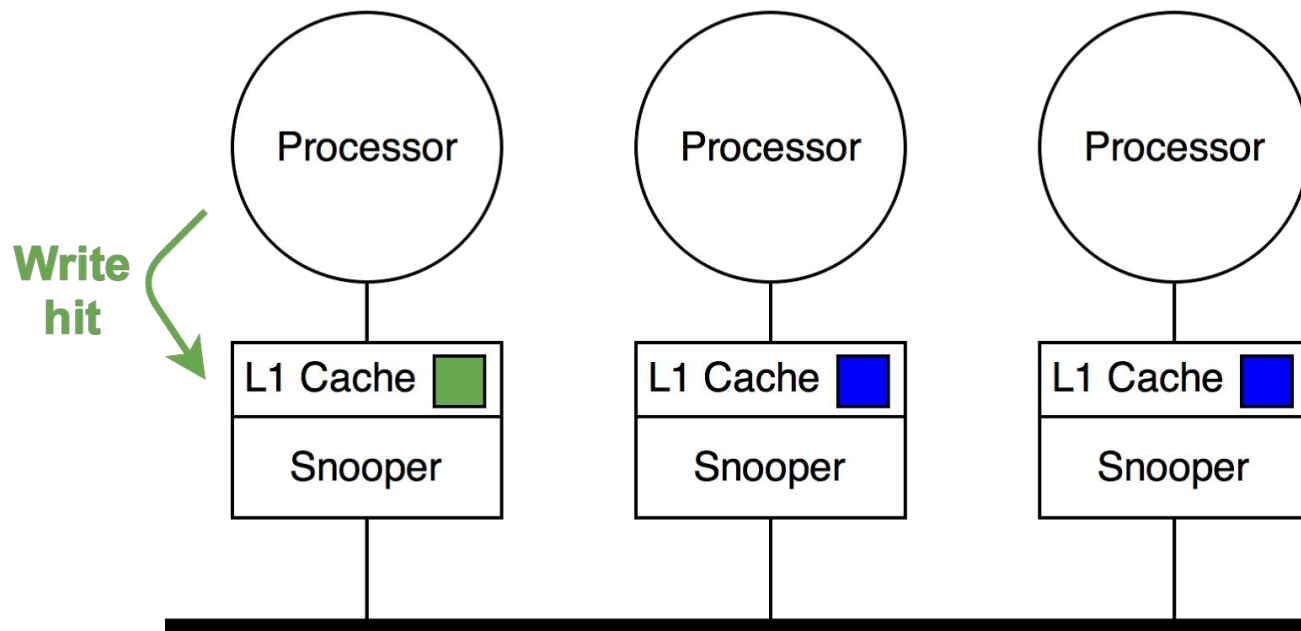 Processor
Processor
Processor
Write
hit
L1 Cache
L1 Cache
L1 Cache
Snooper
Snooper
Snooper